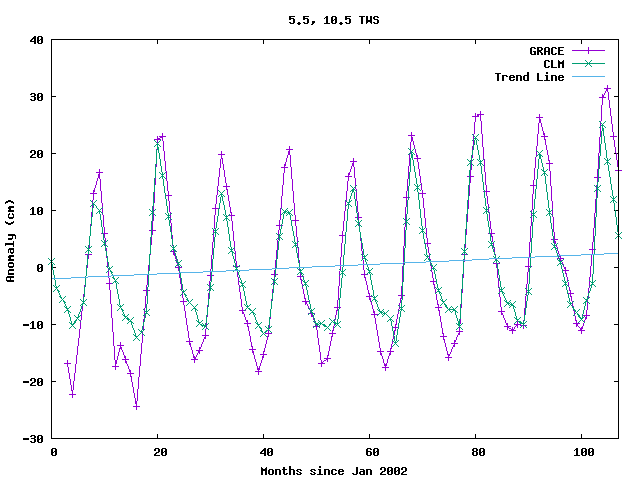 5.5, 10.5 TWS
GRACE
CLM
Trend Line
40
30
20
10
0
-10
-20
-30
0 20 40 60 80 100
Anomaly (cm)
Months since Jan 2002